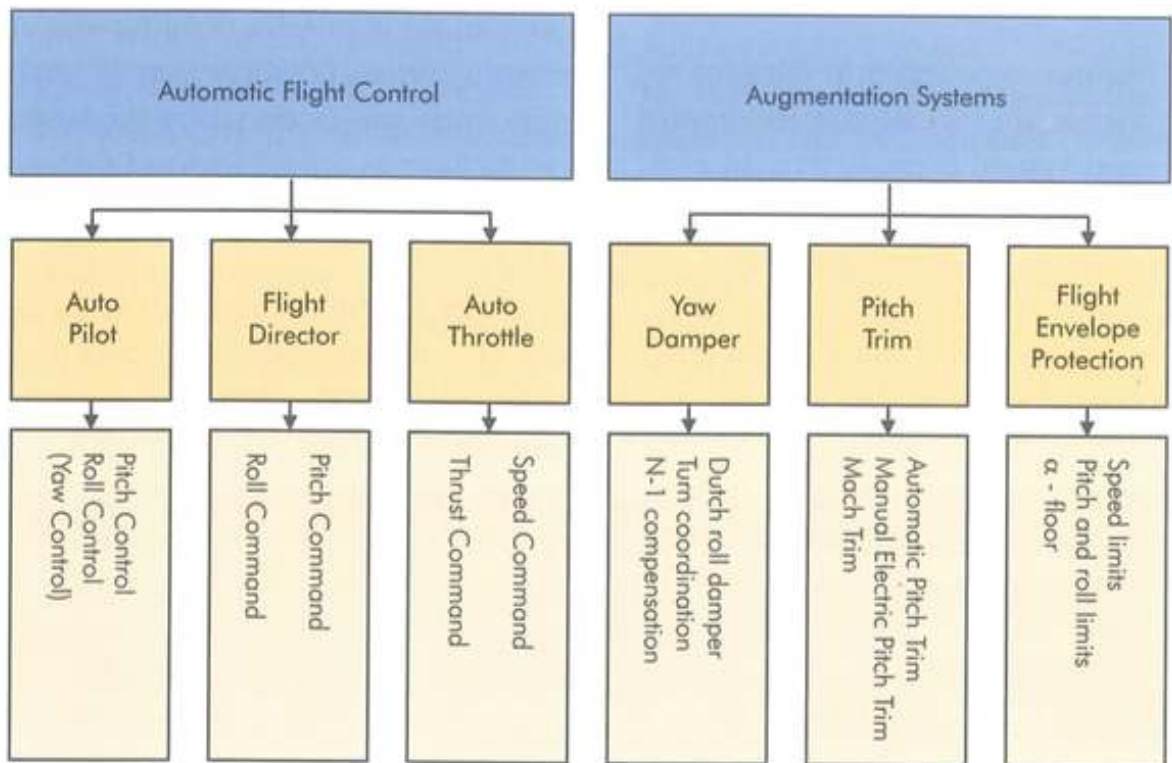 Automatic Flight Control
Augmentation Systems
Auto
Pilot
Flight
Director
Auto
Throttle
Yaw
Damper
Pitch
Trim
Flight
Envelope
Protection
Pitch Control
Roll Control
(Yaw Control)
Pitch Command
Roll Command
Speed Command
Thrust Command
Dutch roll damper
Turn coordination
N-1 compensation
Automatic Pitch Trim
Manual Electric Pitch Trim
Mach Trim
Speed limits
Pitch and roll limits
α - floor